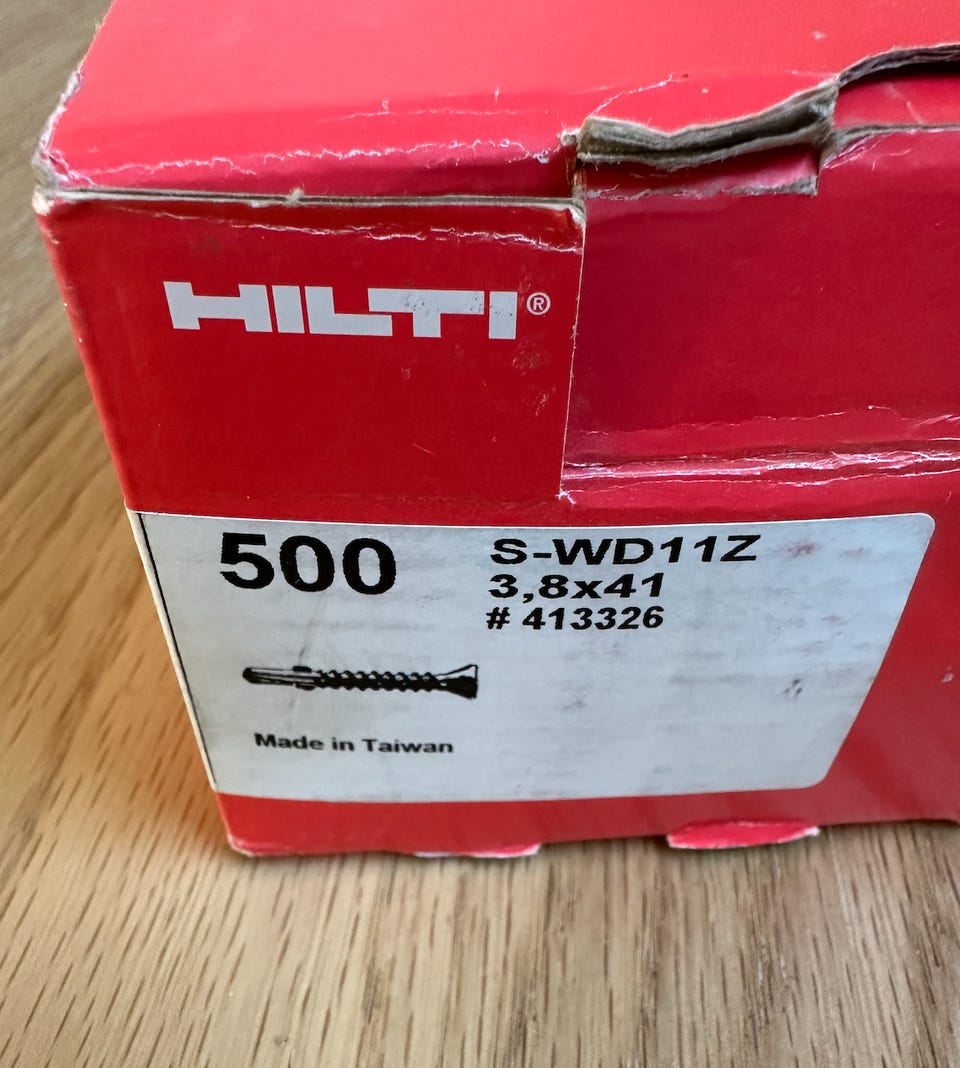 HILTI®
500
S-WD11Z
3,8x41
# 413326
Made in Taiwan